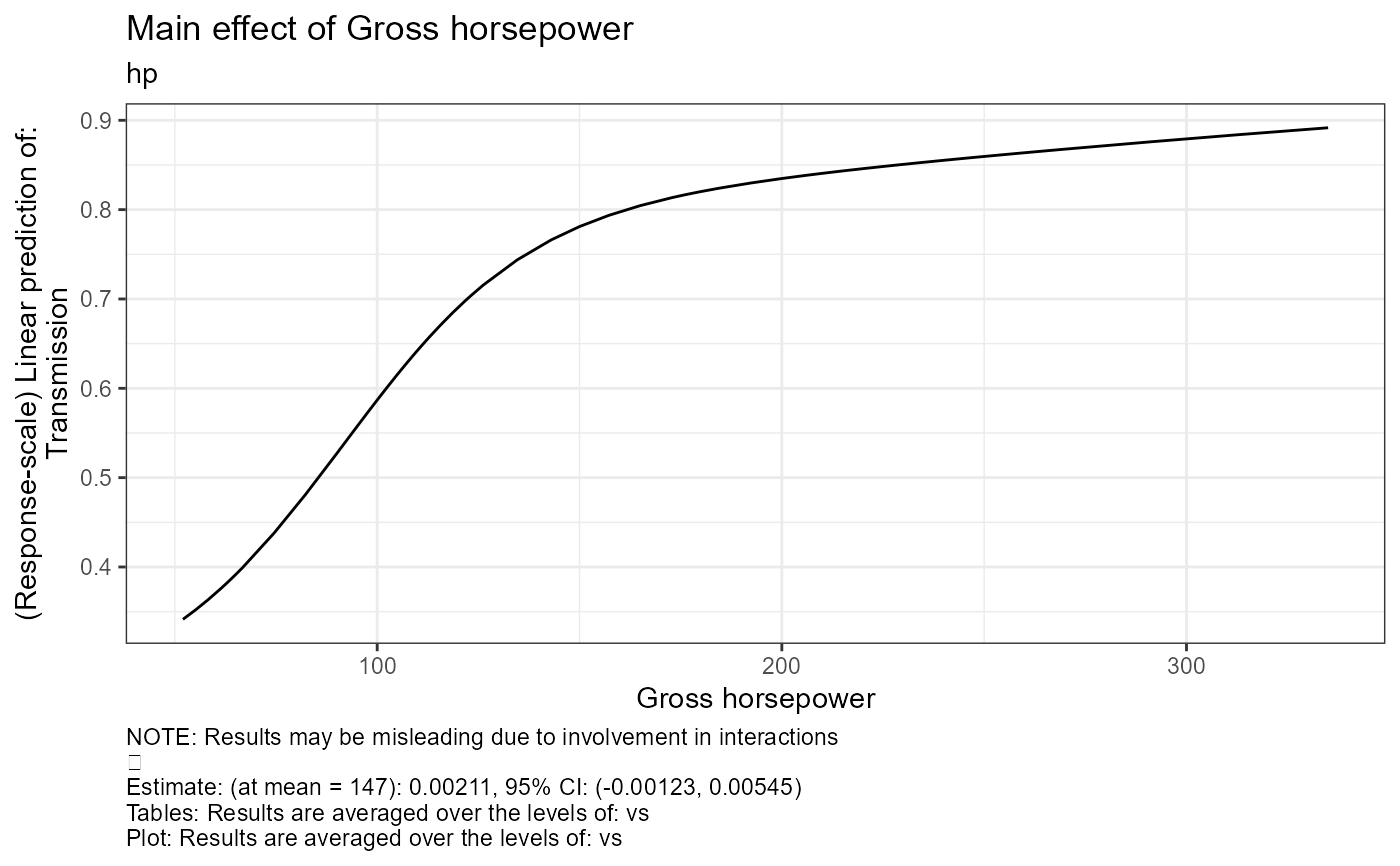 Main effect of Gross horsepower
hp
(Response-scale) Linear prediction of:
Transmission
0.9
0.8
0.7
0.6
0.5
0.4
100
200
300
Gross horsepower
NOTE: Results may be misleading due to involvement in interactions
Estimate: (at mean = 147): 0.00211, 95% CI: (-0.00123, 0.00545)
Tables: Results are averaged over the levels of: vs
Plot: Results are averaged over the levels of: vs